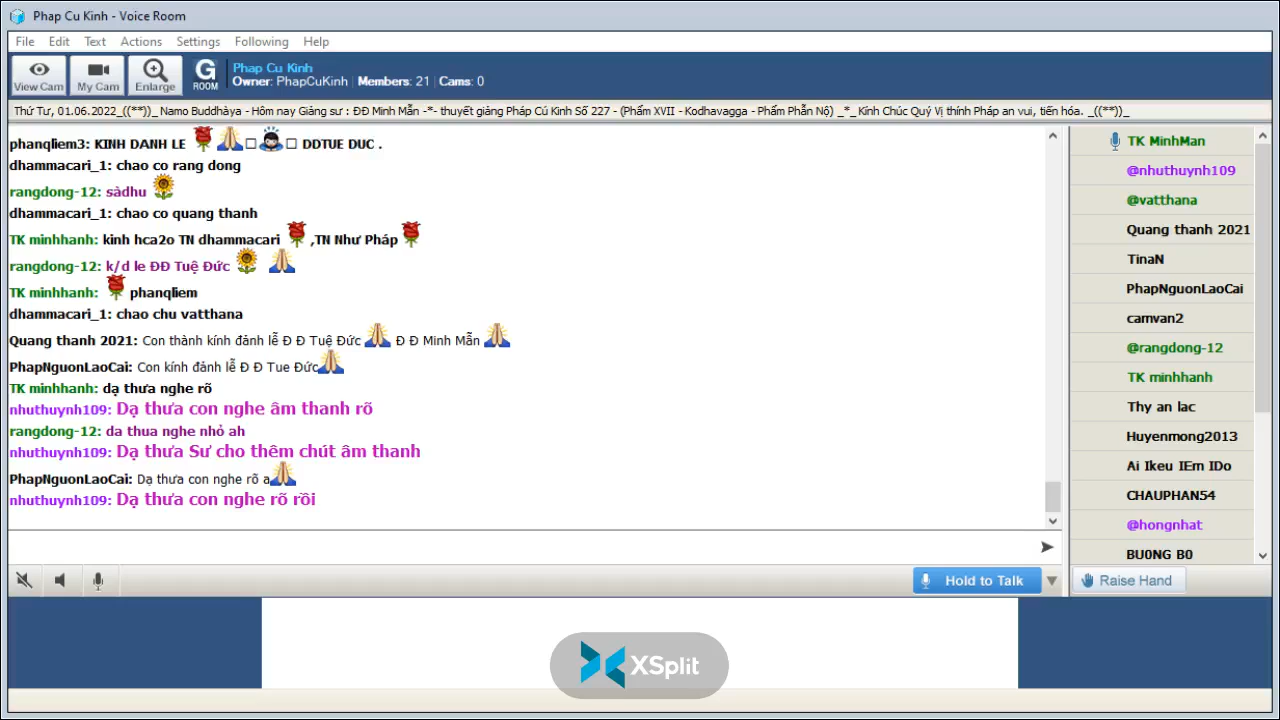 Phap Cu Kinh - Voice Room
File Edit Text Actions Settings Following Help
View Cam My Cam Enlarge G ROOM
Phap Cu Kinh
Owner: PhapCuKinh | Members: 21 | Cams: 0
Thứ Tư, 01.06.2022_((**))_ Namo Buddhàya - Hôm nay Giảng sư : ĐĐ Minh Mẫn -*- thuyết giảng Pháp Cú Kinh Số 227 - (Phẩm XVII - Kodhavagga - Phẩm Phẫn Nộ) _*_ Kính Chúc Quý Vị thính Pháp an vui, tiến hóa. _((**))_
phanqliem3: KINH DANH LE DDTUE DUC .
dhammacari_1: chao co rang dong
rangdong-12: sàdhu
dhammacari_1: chao co quang thanh
TK minhhanh: kinh hca2o TN dhammacari ,TN Như Pháp
rangdong-12: k/d le ĐĐ Tuệ Đức
TK minhhanh: phanqliem
dhammacari_1: chao chu vatthana
Quang thanh 2021: Con thành kính đảnh lễ Đ Đ Tuệ Đức Đ Đ Minh Mẫn
PhapNguonLaoCai: Con kính đảnh lễ Đ Đ Tue Đức
TK minhhanh: dạ thưa nghe rõ
nhuthuynh109: Dạ thưa con nghe âm thanh rõ
rangdong-12: da thua nghe nhỏ ah
nhuthuynh109: Dạ thưa Sư cho thêm chút âm thanh
PhapNguonLaoCai: Dạ thưa con nghe rõ a
nhuthuynh109: Dạ thưa con nghe rõ rồi
TK MinhMan
@nhuthuynh109
@vatthana
Quang thanh 2021
TinaN
PhapNguonLaoCai
camvan2
@rangdong-12
TK minhhanh
Thy an lac
Huyenmong2013
Ai Ikeu IEm IDo
CHAUPHAN54
@hongnhat
BU0NG B0
Hold to Talk
Raise Hand
XSplit